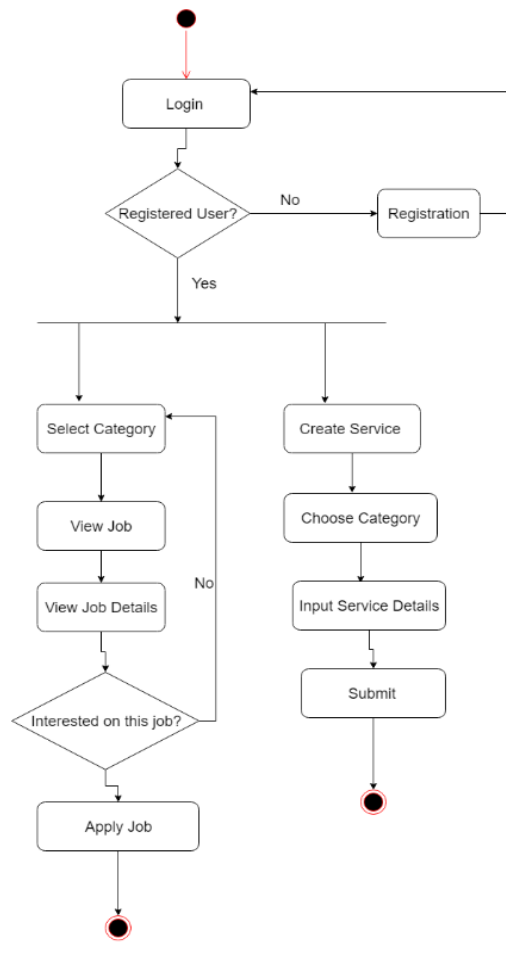 Login
Registered User?
No
Registration
Yes
Select Category
Create Service
View Job
Choose Category
No
View Job Details
Input Service Details
Interested on this job?
Submit
Apply Job